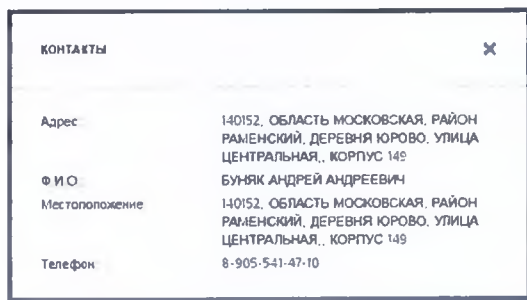 КОНТАКТЫ
Адрес 140152, ОБЛАСТЬ МОСКОВСКАЯ, РАЙОН
РАМЕНСКИЙ, ДЕРЕВНЯ ЮРОВО, УЛИЦА
ЦЕНТРАЛЬНАЯ,, КОРПУС 149
Ф И О БУНЯК АНДРЕЙ АНДРЕЕВИЧ
Местоположение 140152, ОБЛАСТЬ МОСКОВСКАЯ, РАЙОН
РАМЕНСКИЙ, ДЕРЕВНЯ ЮРОВО, УЛИЦА
ЦЕНТРАЛЬНАЯ,, КОРПУС 149
Телефон 8-905-541-47-10